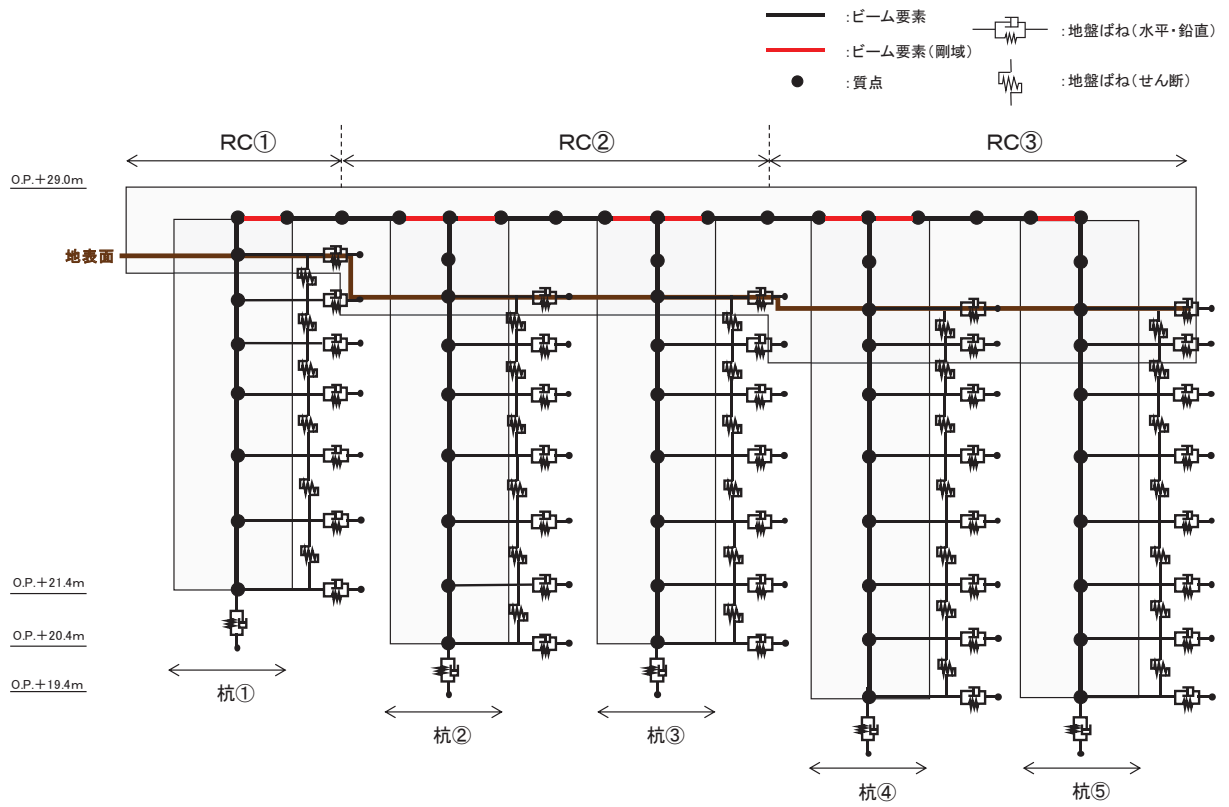 :ビーム要素
:地盤ばね(水平・鉛直)
:ビーム要素(剛域)
:質点
:地盤ばね(せん断)
RC①
RC②
RC③
O.P.+29.0m
地表面
O.P.+21.4m
O.P.+20.4m
O.P.+19.4m
杭①
杭②
杭③
杭④
杭⑤